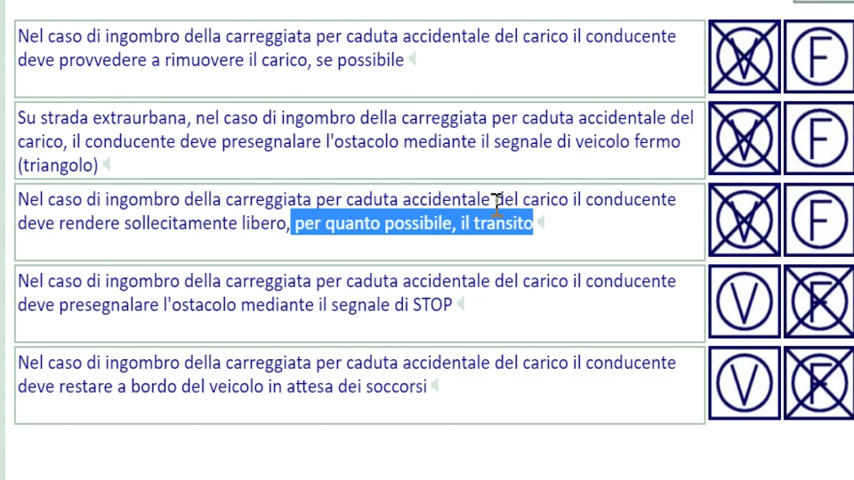 Nel caso di ingombro della carreggiata per caduta accidentale del carico il conducente
deve provvedere a rimuovere il carico, se possibile
V F
Su strada extraurbana, nel caso di ingombro della carreggiata per caduta accidentale del
carico, il conducente deve presegnalare l'ostacolo mediante il segnale di veicolo fermo
(triangolo)
V F
Nel caso di ingombro della carreggiata per caduta accidentale del carico il conducente
deve rendere sollecitamente libero, per quanto possibile, il transito
V F
Nel caso di ingombro della carreggiata per caduta accidentale del carico il conducente
deve presegnalare l'ostacolo mediante il segnale di STOP
V F
Nel caso di ingombro della carreggiata per caduta accidentale del carico il conducente
deve restare a bordo del veicolo in attesa dei soccorsi
V F